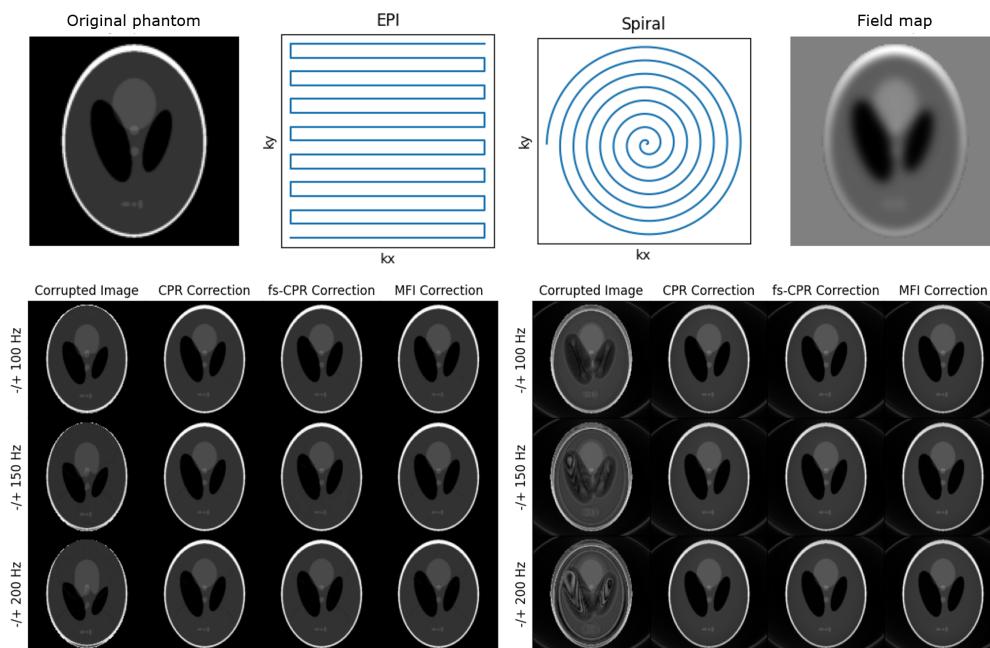 Original phantom
EPI
Spiral
Field map
ky
kx
ky
kx
Corrupted Image
CPR Correction
fs-CPR Correction
MFI Correction
Corrupted Image
CPR Correction
fs-CPR Correction
MFI Correction
-/+ 100 Hz
-/+ 100 Hz
-/+ 150 Hz
-/+ 150 Hz
-/+ 200 Hz
-/+ 200 Hz